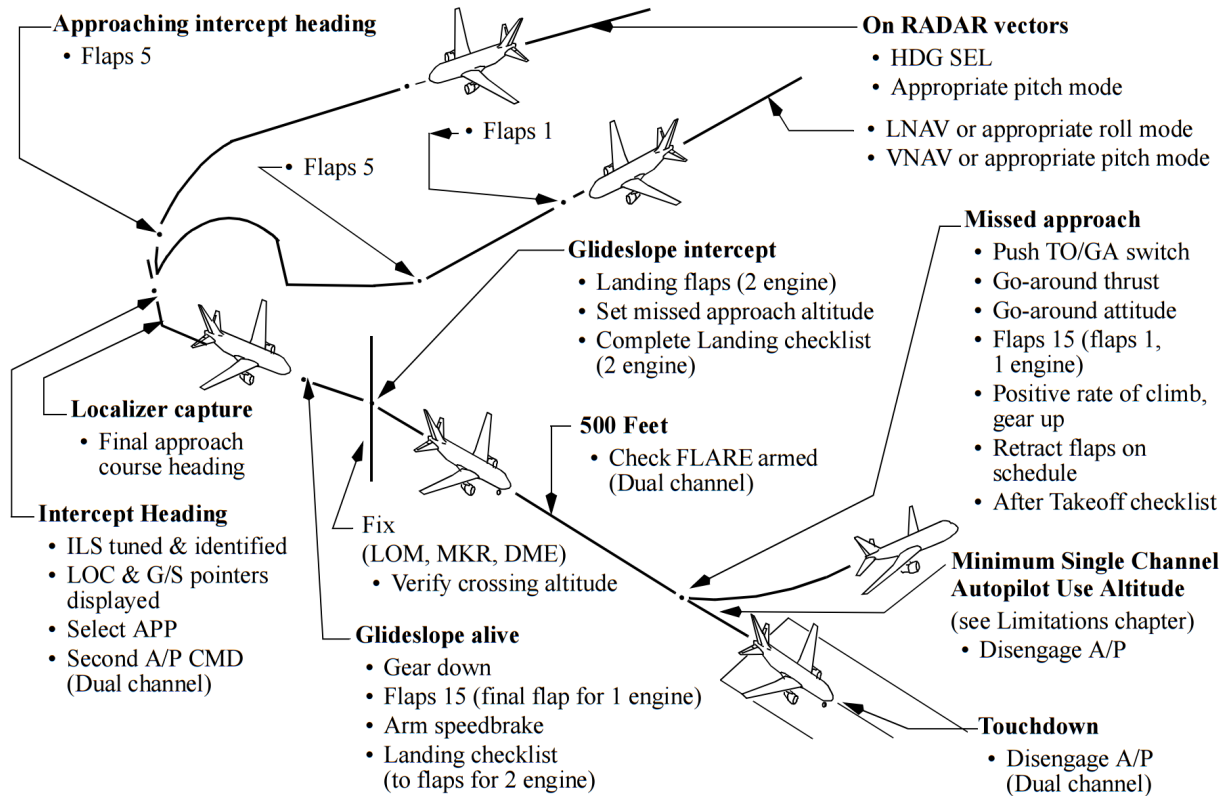 Approaching intercept heading
• Flaps 5
On RADAR vectors
• HDG SEL
• Appropriate pitch mode
• LNAV or appropriate roll mode
• VNAV or appropriate pitch mode
• Flaps 1
• Flaps 5
Missed approach
• Push TO/GA switch
• Go-around thrust
• Go-around attitude
• Flaps 15 (flaps 1,
1 engine)
• Positive rate of climb,
gear up
• Retract flaps on
schedule
• After Takeoff checklist
Glideslope intercept
• Landing flaps (2 engine)
• Set missed approach altitude
• Complete Landing checklist
(2 engine)
Localizer capture
• Final approach
course heading
500 Feet
• Check FLARE armed
(Dual channel)
Intercept Heading
• ILS tuned & identified
• LOC & G/S pointers
displayed
• Select APP
• Second A/P CMD
(Dual channel)
Fix
(LOM, MKR, DME)
• Verify crossing altitude
Minimum Single Channel
Autopilot Use Altitude
(see Limitations chapter)
• Disengage A/P
Glideslope alive
• Gear down
• Flaps 15 (final flap for 1 engine)
• Arm speedbrake
• Landing checklist
(to flaps for 2 engine)
Touchdown
• Disengage A/P
(Dual channel)